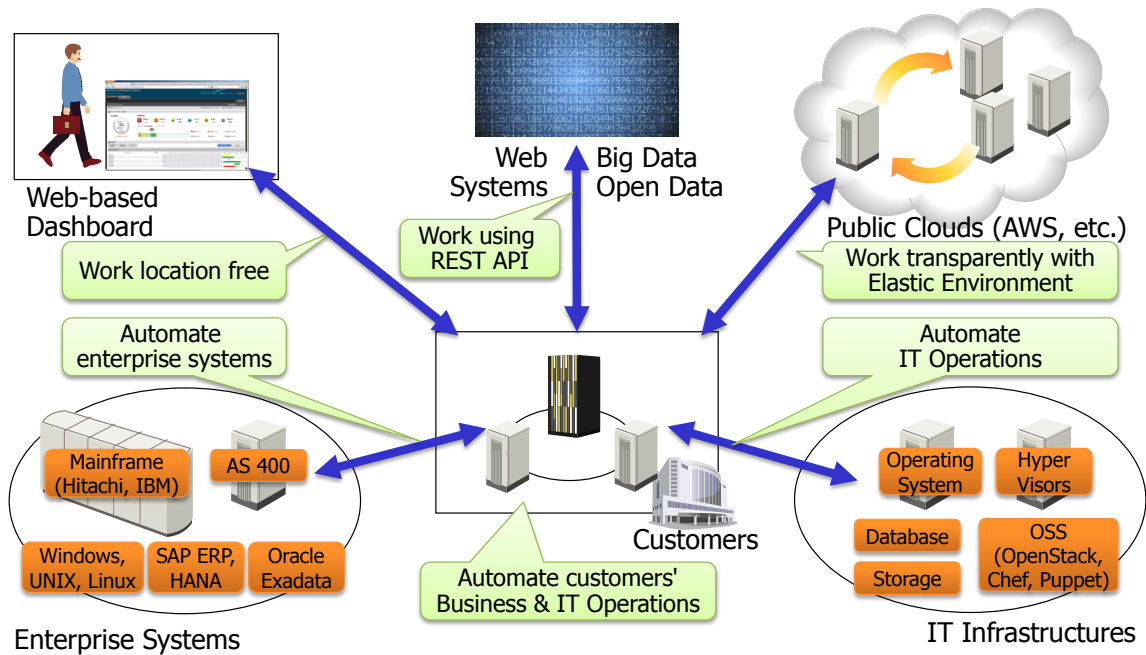 Web-based
Dashboard
Web
Systems
Big Data
Open Data
Public Clouds (AWS, etc.)
Work location free
Work using
REST API
Work transparently with
Elastic Environment
Automate
enterprise systems
Automate
IT Operations
Mainframe
(Hitachi, IBM)
AS 400
Windows,
UNIX, Linux
SAP ERP,
HANA
Oracle
Exadata
Enterprise Systems
Customers
Automate customers'
Business & IT Operations
Operating
System
Hyper
Visors
Database
Storage
OSS
(OpenStack,
Chef, Puppet)
IT Infrastructures